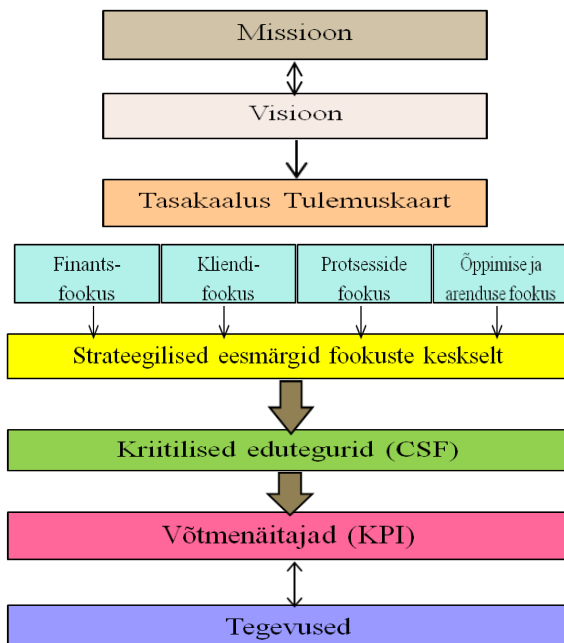 Missioon
Visioon
Tasakaalus Tulemuskaart
Finants-
fookus
Kliendi-
fookus
Protsesside
fookus
Õppimise ja
arenduse fookus
Strateegilised eesmärgid fookuste keskselt
Kriitilised edutegurid (CSF)
Võtmenäitajad (KPI)
Tegevused